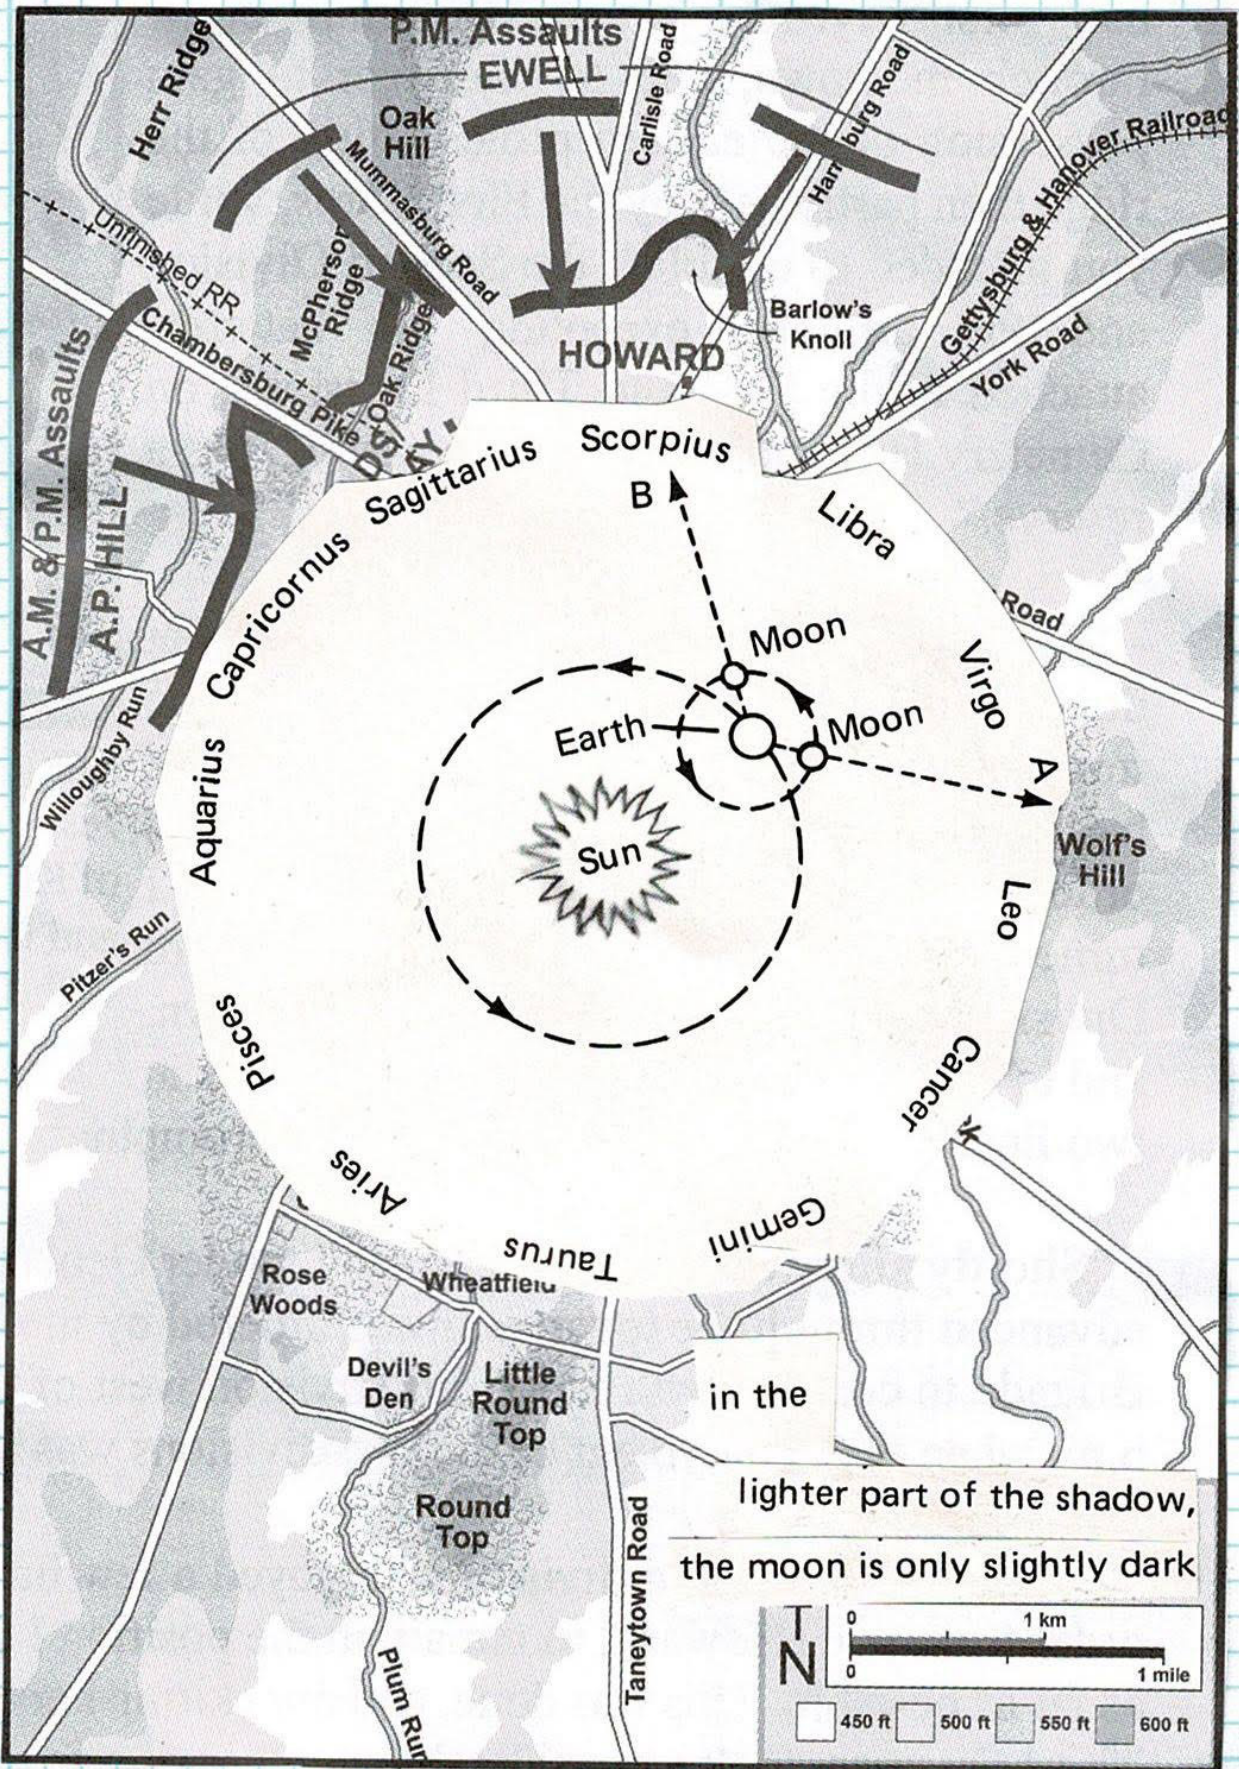 P.M. Assaults
EWELL
Herr Ridge
Oak
Hill
Carlisle Road
Harrisburg Road
Mummasburg Road
Gettysburg & Hanover Railroad
Unfinished RR
McPherson
Ridge
Barlow's
Knoll
Chambersburg Pike
Oak Ridge
HOWARD
York Road
A.M. & P.M. Assaults
A.P. HILL
Sagittarius
Scorpius
B
Libra
Capricornus
Road
Moon
Virgo
Earth
Moon
A
Willoughby Run
Aquarius
Sun
Wolf's
Hill
Leo
Pitzer's Run
Pisces
Cancer
Aries
Gemini
Taurus
Rose
Woods
Wheatfield
Devil's
Den
Little
Round
Top
in the
Round
Top
lighter part of the shadow,
the moon is only slightly dark
Taneytown Road
Plum Run
N
0 1 km
0 1 mile
450 ft 500 ft 550 ft 600 ft